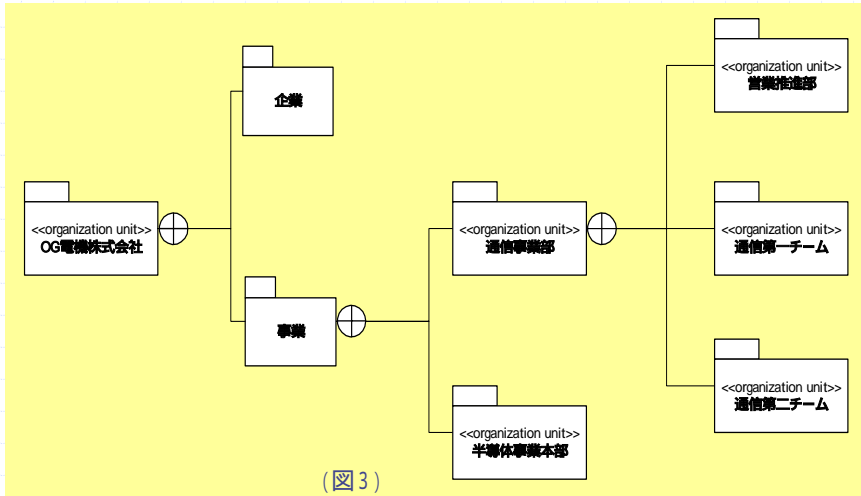 企業
<<organization unit>>
OG電機株式会社
事業
<<organization unit>>
通信事業部
<<organization unit>>
半導体事業本部
<<organization unit>>
営業推進部
<<organization unit>>
通信第一チーム
<<organization unit>>
通信第二チーム
(図3)